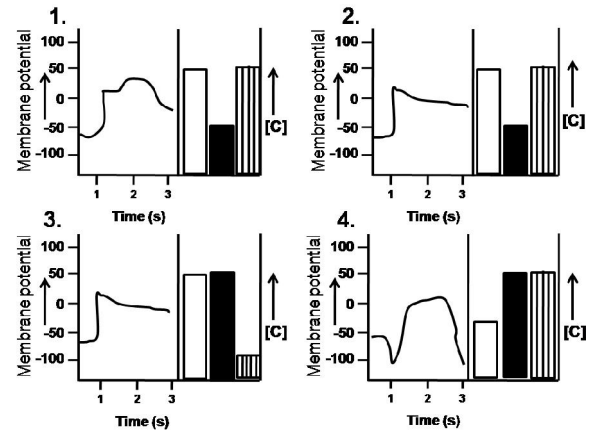 1.
Membrane potential
100
50
0
-50
-100
1 2 3
Time (s)
[C]
2.
Membrane potential
100
50
0
-50
-100
1 2 3
Time (s)
[C]
3.
Membrane potential
100
50
0
-50
-100
1 2 3
Time (s)
[C]
4.
Membrane potential
100
50
0
-50
-100
1 2 3
Time (s)
[C]